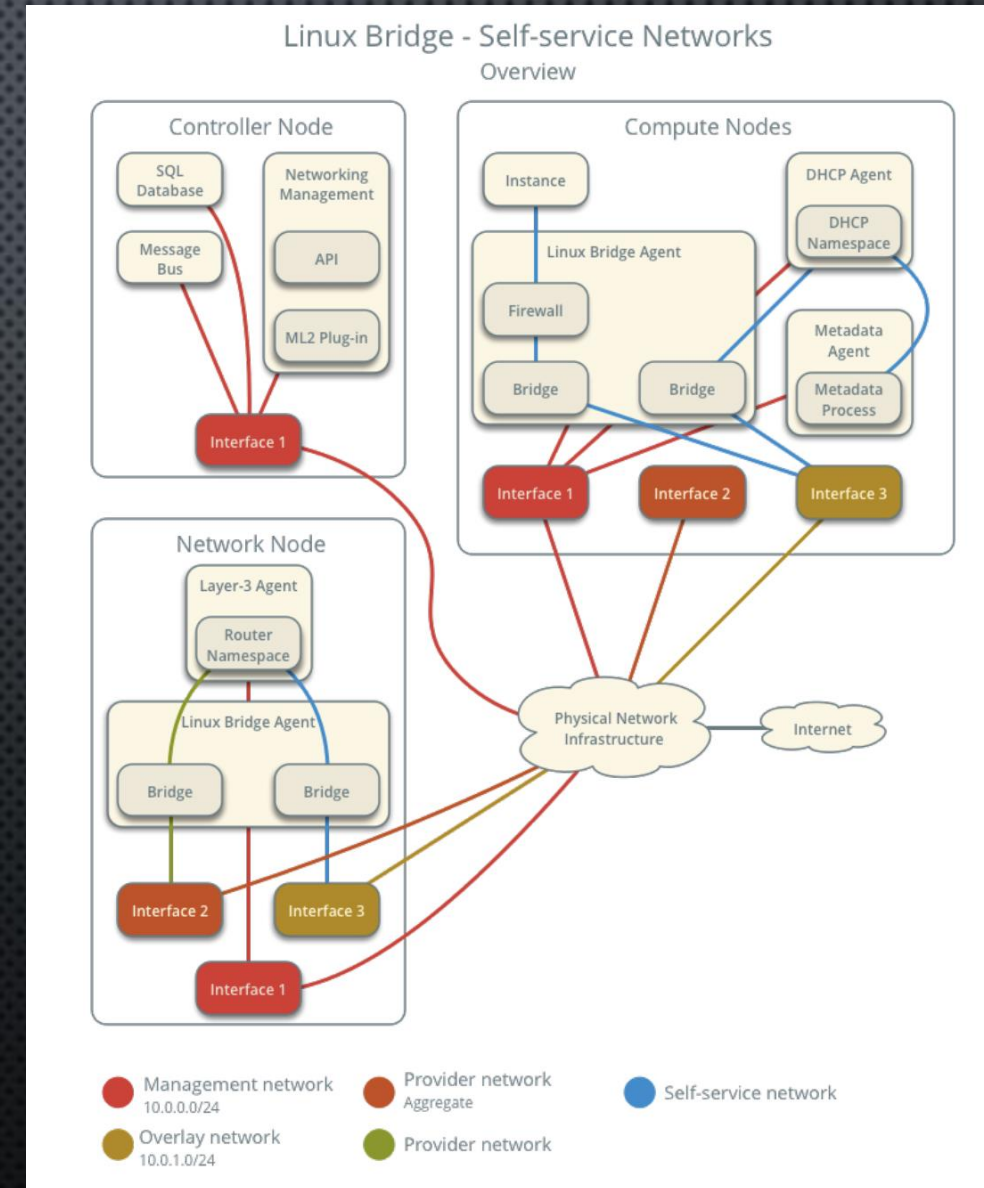 Linux Bridge - Self-service Networks
Overview
Controller Node
SQL
Database
Networking
Management
Message
Bus
API
ML2 Plug-in
Interface 1
Compute Nodes
Instance
DHCP Agent
DHCP
Namespace
Linux Bridge Agent
Firewall
Metadata
Agent
Bridge
Bridge
Metadata
Process
Interface 1
Interface 2
Interface 3
Network Node
Layer-3 Agent
Router
Namespace
Linux Bridge Agent
Bridge
Bridge
Interface 2
Interface 3
Interface 1
Physical Network
Infrastructure
Internet
Management network
10.0.0.0/24
Provider network
Aggregate
Self-service network
Overlay network
10.0.1.0/24
Provider network